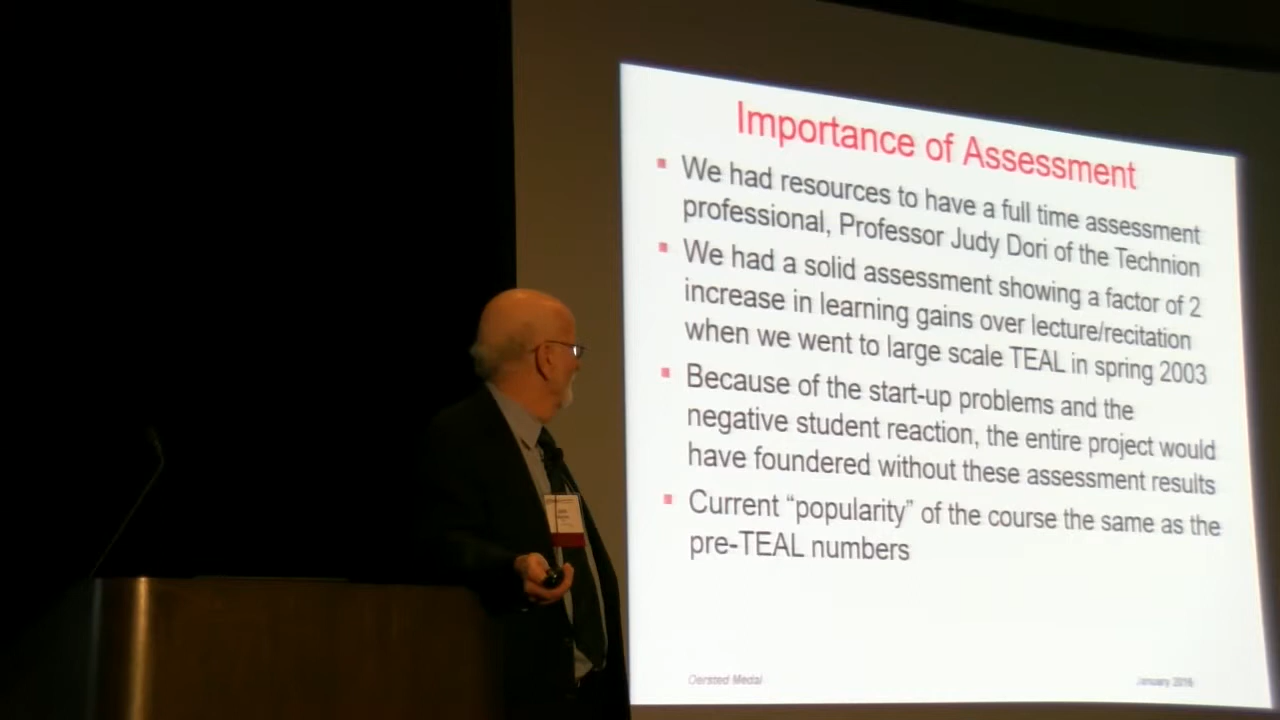 Importance of Assessment
We had resources to have a full time assessment
professional, Professor Judy Dori of the Technion
We had a solid assessment showing a factor of 2
increase in learning gains over lecture/recitation
when we went to large scale TEAL in spring 2003
Because of the start-up problems and the
negative student reaction, the entire project would
have foundered without these assessment results
Current “popularity” of the course the same as the
pre-TEAL numbers
Oersted Medal
January